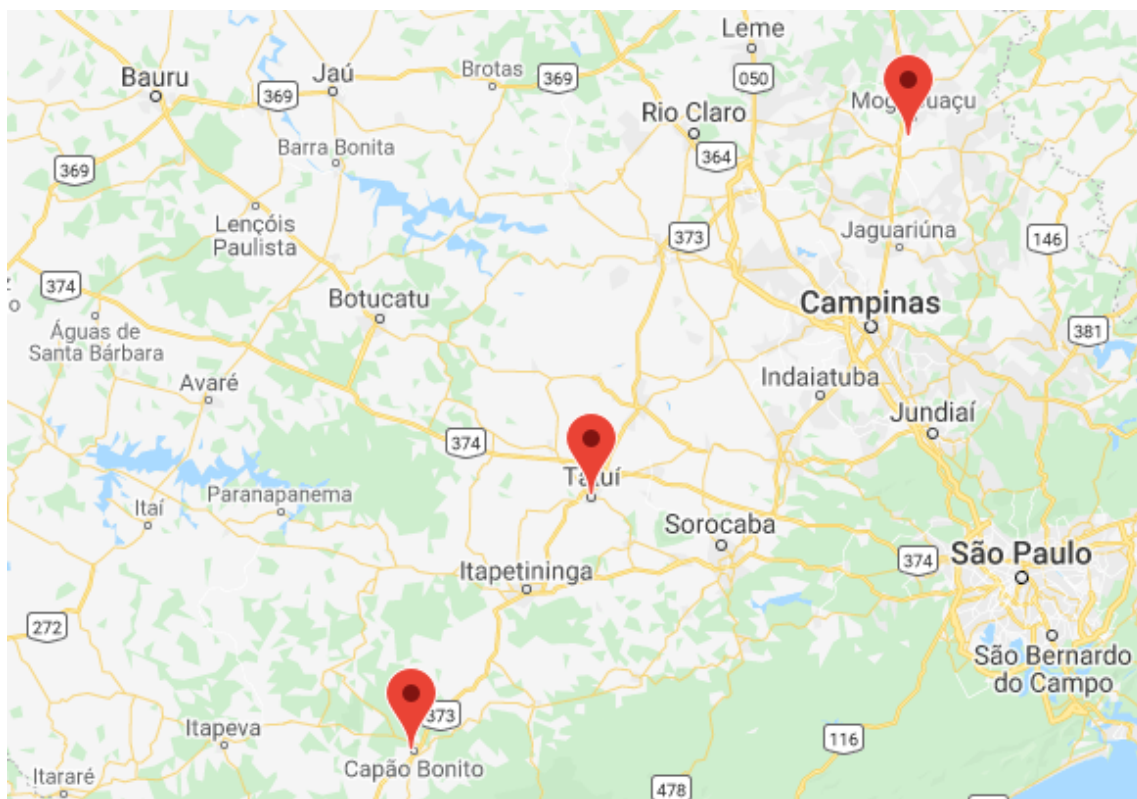 Leme
Bauru
Jaú
Brotas
369
050
369
369
Rio Claro
364
Barra Bonita
369
Lençóis
Paulista
373
Jaguariúna
146
374
Botucatu
Campinas
381
Águas de
Santa Bárbara
Avaré
Indaiatuba
Jundiaí
374
Paranapanema
Itaí
Sorocaba
São Paulo
374
Itapetininga
272
São Bernardo
do Campo
373
116
Itapeva
Capão Bonito
Itararé
478